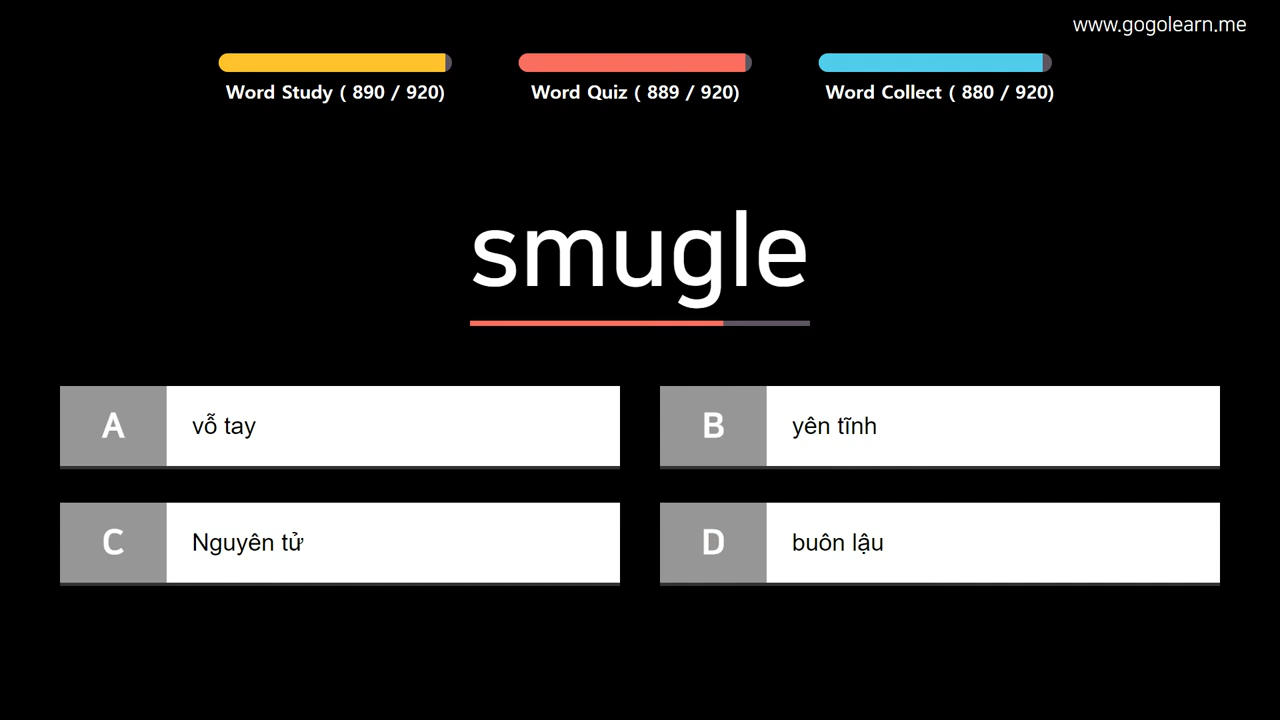 www.gogolearn.me
Word Study ( 890 / 920)
Word Quiz ( 889 / 920)
Word Collect ( 880 / 920)
smugle
A vỗ tay
B yên tĩnh
C Nguyên tử
D buôn lậu